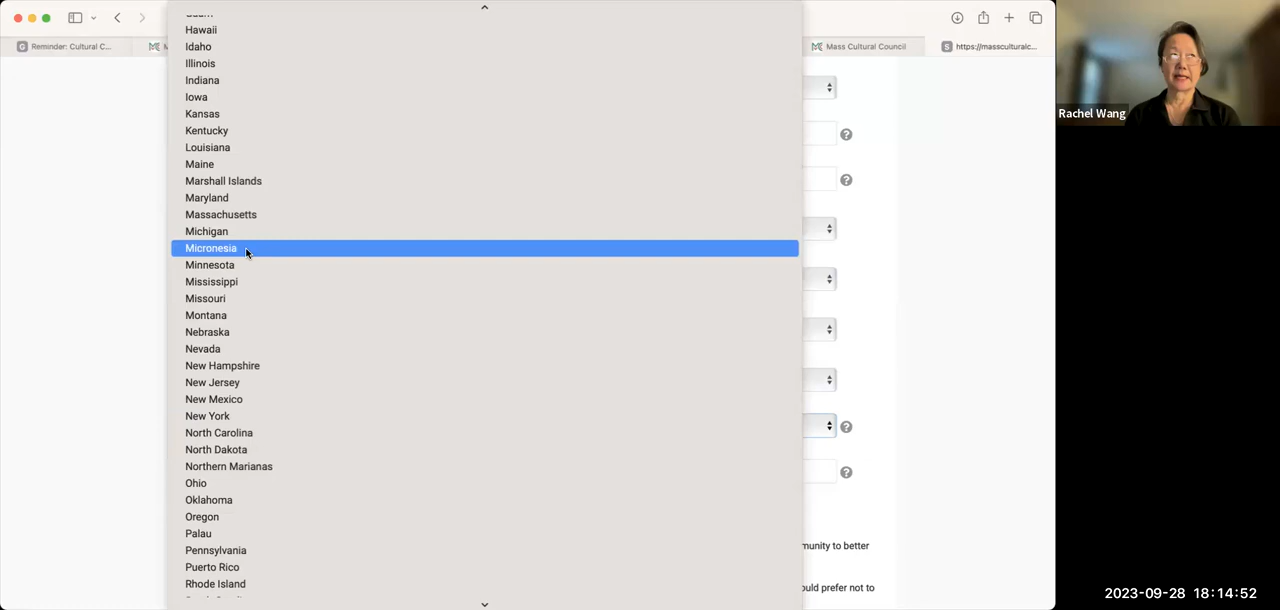 Reminder: Cultural C...
Mass Cultural Council
https://massculturalc...
Guam
Hawaii
Idaho
Illinois
Indiana
Iowa
Kansas
Kentucky
Louisiana
Maine
Marshall Islands
Maryland
Massachusetts
Michigan
Micronesia
Minnesota
Mississippi
Missouri
Montana
Nebraska
Nevada
New Hampshire
New Jersey
New Mexico
New York
North Carolina
North Dakota
Northern Marianas
Ohio
Oklahoma
Oregon
Palau
Pennsylvania
Puerto Rico
Rhode Island
munity to better
ould prefer not to
Rachel Wang
2023-09-28 18:14:52